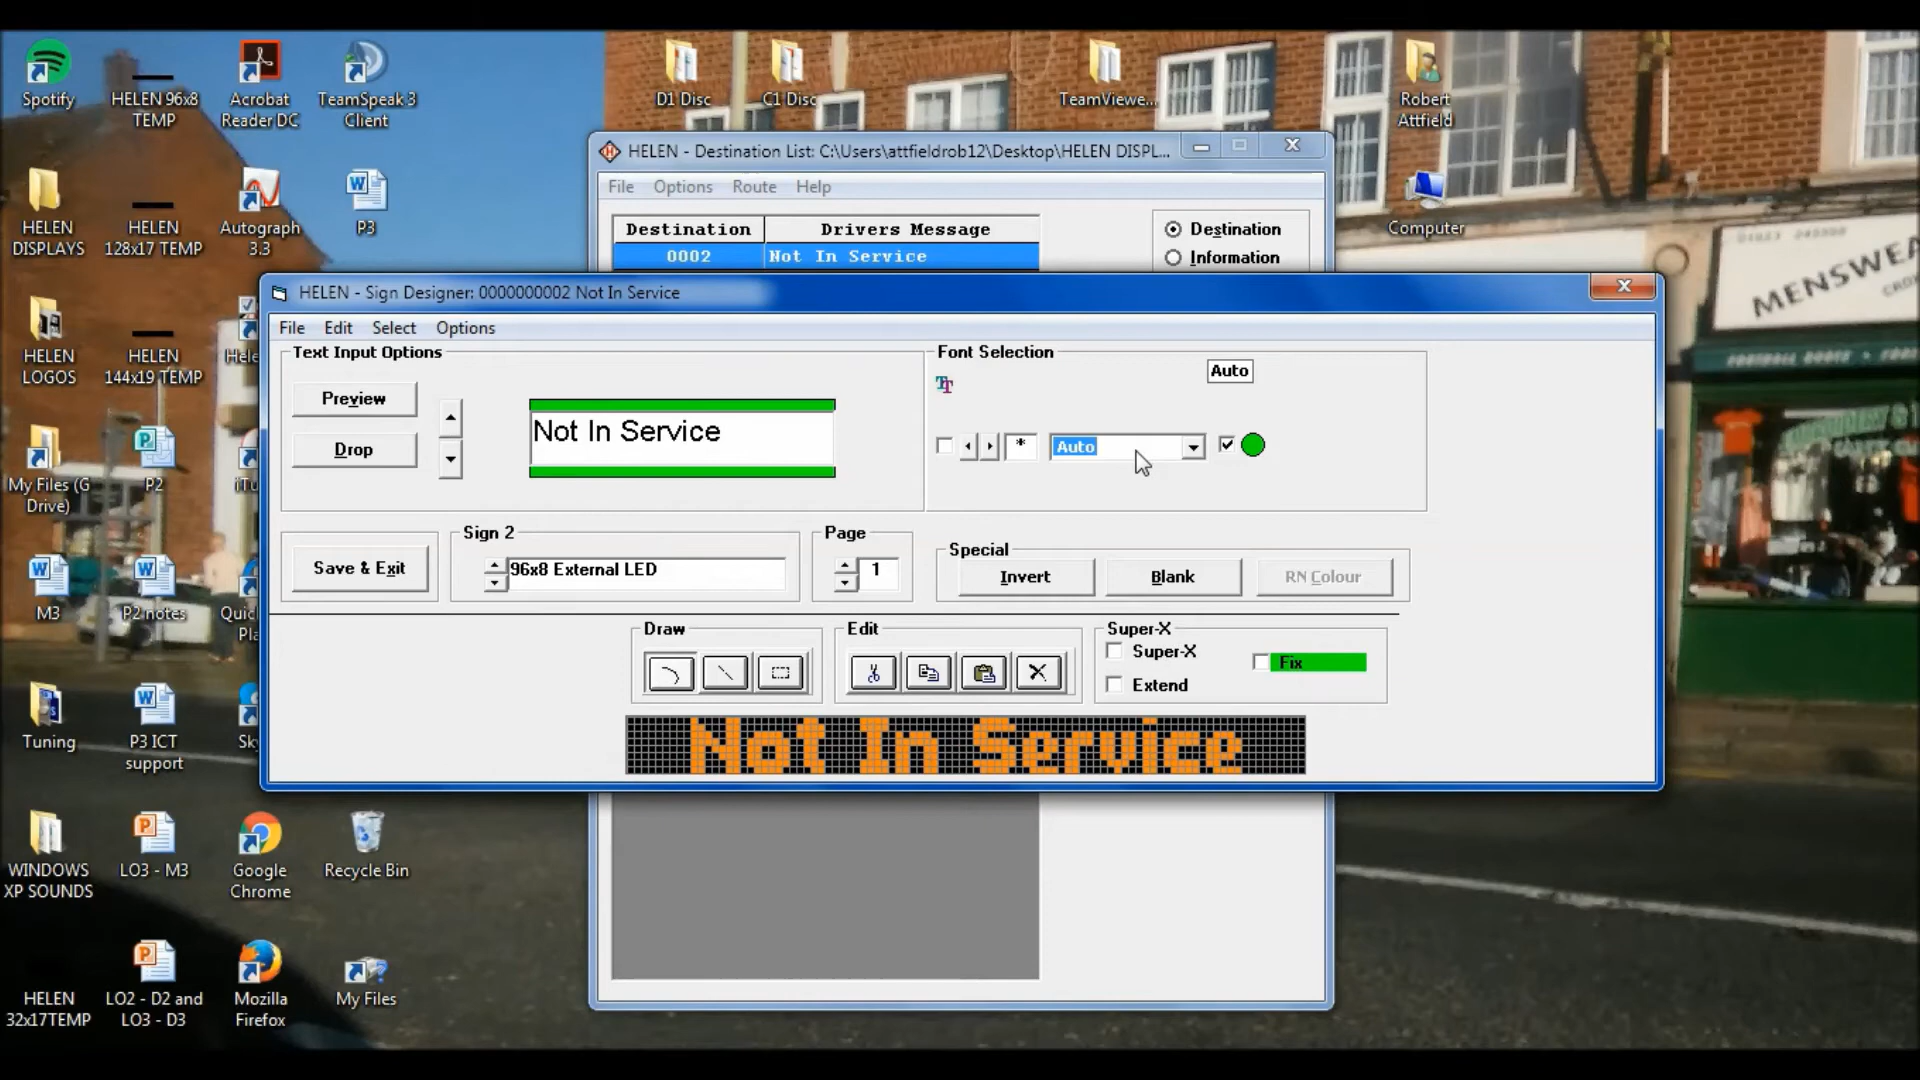 Spotify
HELEN 96x8
TEMP
Acrobat
Reader DC
TeamSpeak 3
Client
D1 Disc
C1 Disc
TeamViewe...
Robert
Attfield
HELEN
DISPLAYS
HELEN
128x17 TEMP
Autograph
3.3
P3
Computer
MENSWEA
HELEN - Destination List: C:\Users\attfieldrob12\Desktop\HELEN DISPL...
File Options Route Help
Destination Drivers Message
0002 Not In Service
Destination
Information
HELEN - Sign Designer: 0000000002 Not In Service
File Edit Select Options
Text Input Options
Preview
Drop
Not In Service
Font Selection
Auto
*
Auto
Save & Exit
Sign 2
96x8 External LED
Page
1
Special
Invert
Blank
RN Colour
Draw
Edit
Super-X
Super-X
Extend
Fix
Not In Service
HELEN
LOGOS
HELEN
144x19 TEMP
Hele
My Files (G
Drive)
P2
iTu
M3
P2 notes
Quic
Pla
Tuning
P3 ICT
support
Sky
WINDOWS
XP SOUNDS
LO3 - M3
Google
Chrome
Recycle Bin
HELEN
32x17TEMP
LO2 - D2 and
LO3 - D3
Mozilla
Firefox
My Files